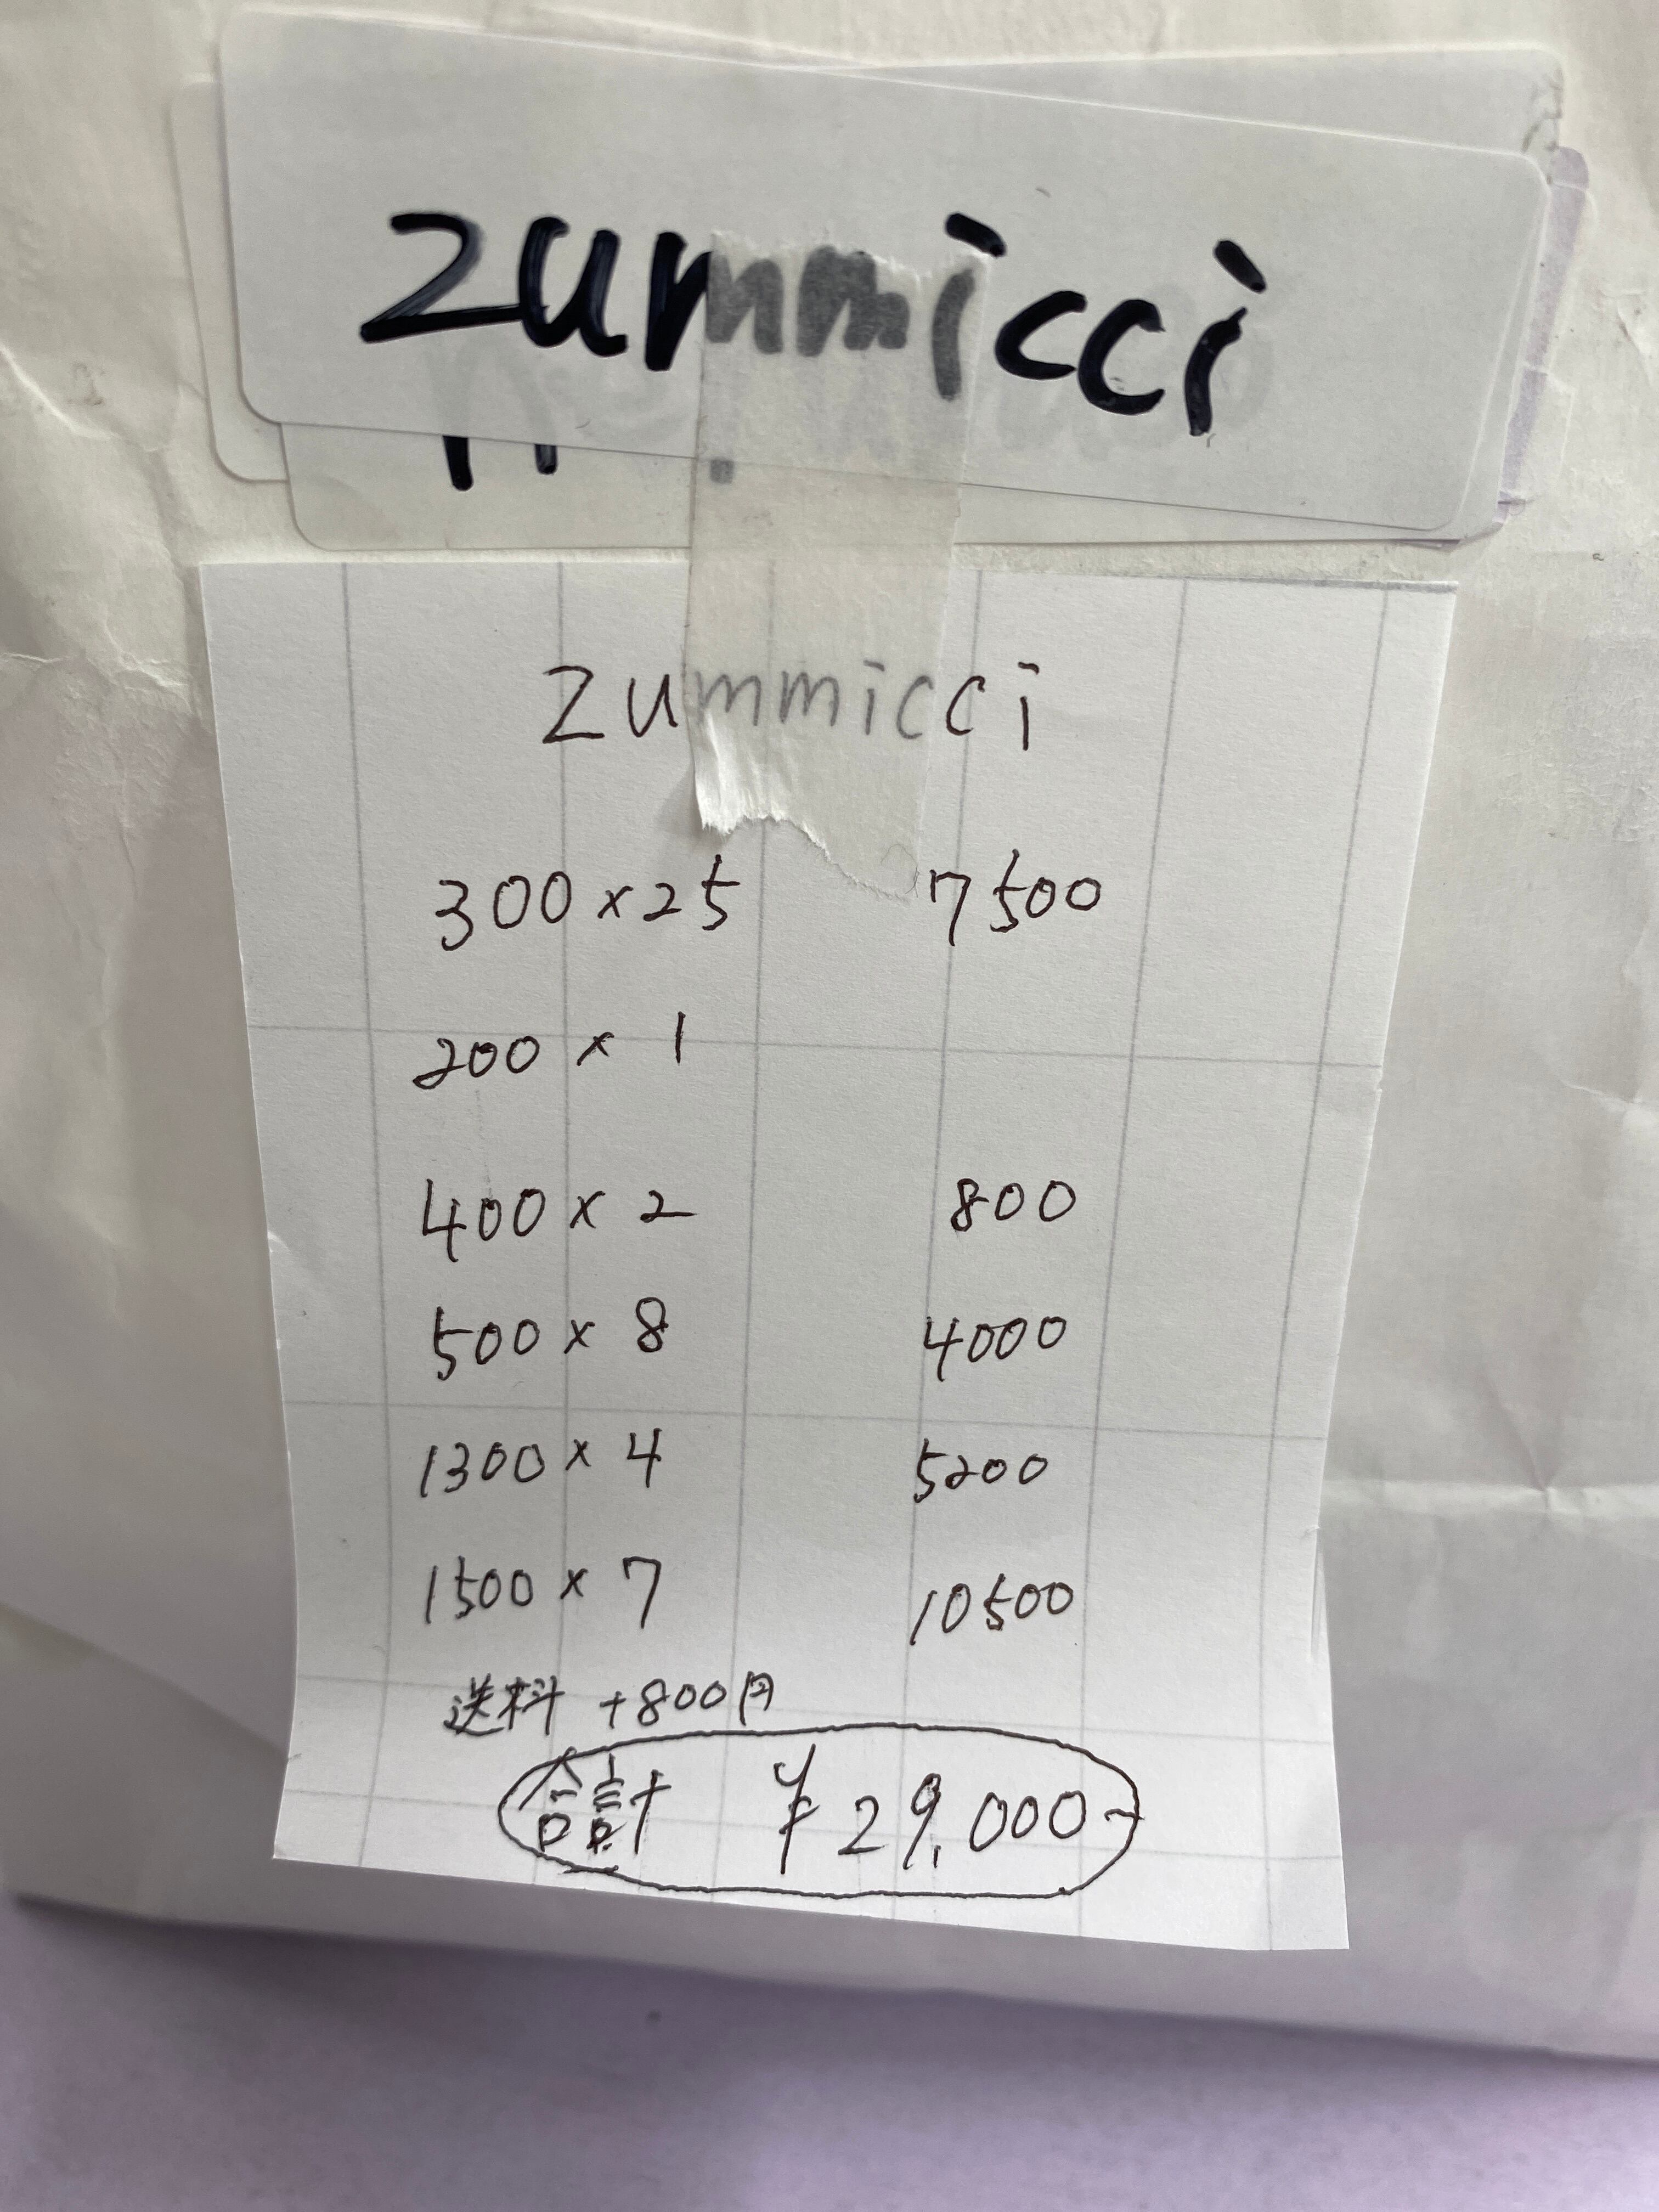 zummicci
zummicci
300 × 25 7500
200 × 1
400 × 2 800
500 × 8 4000
1300 × 4 5200
1500 × 7 10500
送料 +800円
合計 ¥29,000-